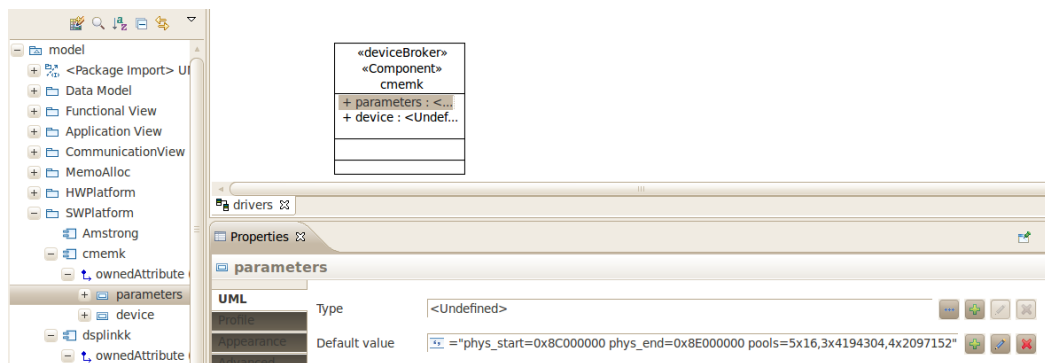 model
<Package Import> UI
Data Model
Functional View
Application View
CommunicationView
MemoAlloc
HWPlatform
SWPlatform
Amstrong
cmemk
ownedAttribute
parameters
device
dsplinkk
ownedAttribute
«deviceBroker»
«Component»
cmemk
+ parameters : <...
+ device : <Undef...
drivers
Properties
parameters
UML
Profile
Appearance
Advanced
Type
<Undefined>
Default value
="phys_start=0x8C000000 phys_end=0x8E000000 pools=5x16,3x4194304,4x2097152"